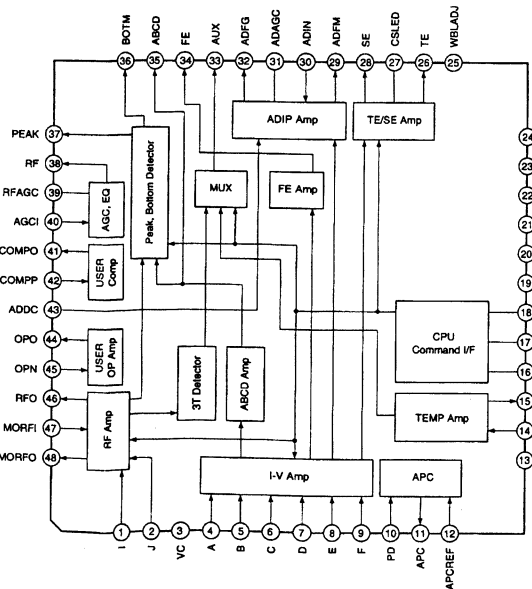 BOTM
ABCD
FE
AUX
ADFG
ADAGC
ADIN
ADFM
SE
CSLED
TE
WBLADJ
36
35
34
33
32
31
30
29
28
27
26
25
PEAK 37
RF 38
RFAGC 39
AGCI 40
COMPO 41
COMPP 42
ADDC 43
OPO 44
OPN 45
RFO 46
MORFI 47
MORFO 48
24
23
22
21
20
19
18
17
16
15
14
13
Peak, Bottom Detector
ADIP Amp
TE/SE Amp
AGC, EQ
MUX
FE Amp
USER
Comp
USER
OP Amp
CPU
Command I/F
3T Detector
ABCD Amp
TEMP Amp
RF Amp
I-V Amp
APC
1
2
3
4
5
6
7
8
9
10
11
12
I
J
VC
A
B
C
D
E
F
PD
APC
APCREF